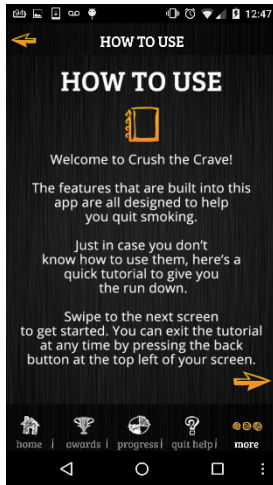 12:47
HOW TO USE
HOW TO USE
Welcome to Crush the Crave!
The features that are built into this
app are all designed to help
you quit smoking.
Just in case you don't
know how to use them, here's a
quick tutorial to give you
the run down.
Swipe to the next screen
to get started. You can exit the tutorial
at any time by pressing the back
button at the top left of your screen.
home awards progress quit help more